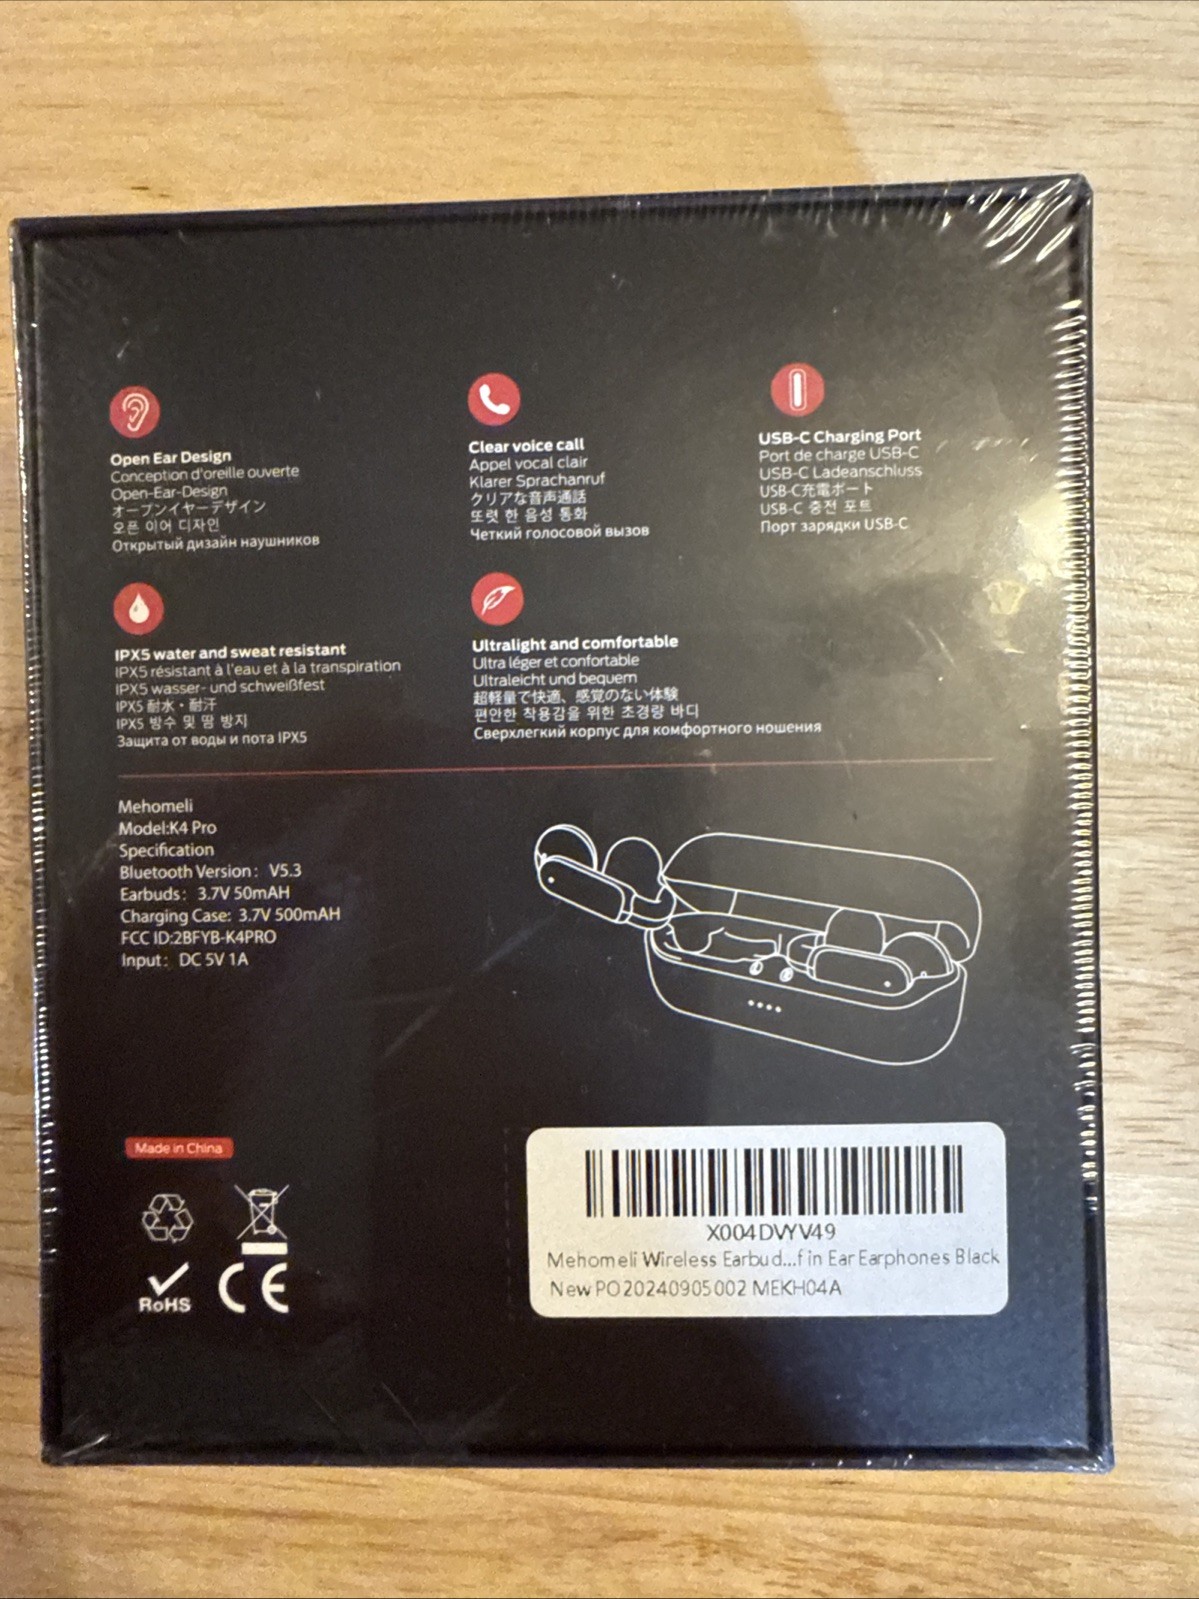 Open Ear Design
Conception d'oreille ouverte
Open-Ear-Design
オープンイヤーデザイン
오픈 이어 디자인
Открытый дизайн наушников
Clear voice call
Appel vocal clair
Klarer Sprachanruf
クリアな音声通話
또렷 한 음성 통화
Четкий голосовой вызов
USB-C Charging Port
Port de charge USB-C
USB-C Ladeanschluss
USB-C充電ポート
USB-C 충전 포트
Порт зарядки USB-C
IPX5 water and sweat resistant
IPX5 résistant à l'eau et à la transpiration
IPX5 wasser- und schweißfest
IPX5 耐水・耐汗
IPX5 방수 및 땀 방지
Защита от воды и пота IPX5
Ultralight and comfortable
Ultra léger et confortable
Ultraleicht und bequem
超軽量で快適、感覚のない体験
편안한 착용감을 위한 초경량 바디
Сверхлегкий корпус для комфортного ношения
Mehomeli
Model:K4 Pro
Specification
Bluetooth Version: V5.3
Earbuds: 3.7V 50mAH
Charging Case: 3.7V 500mAH
FCC ID:2BFYB-K4PRO
Input: DC 5V 1A
Made in China
RoHS
CE
X004DVYV49
Mehomeli Wireless Earbud...f in Ear Earphones Black
New PO20240905002 MEKH04A